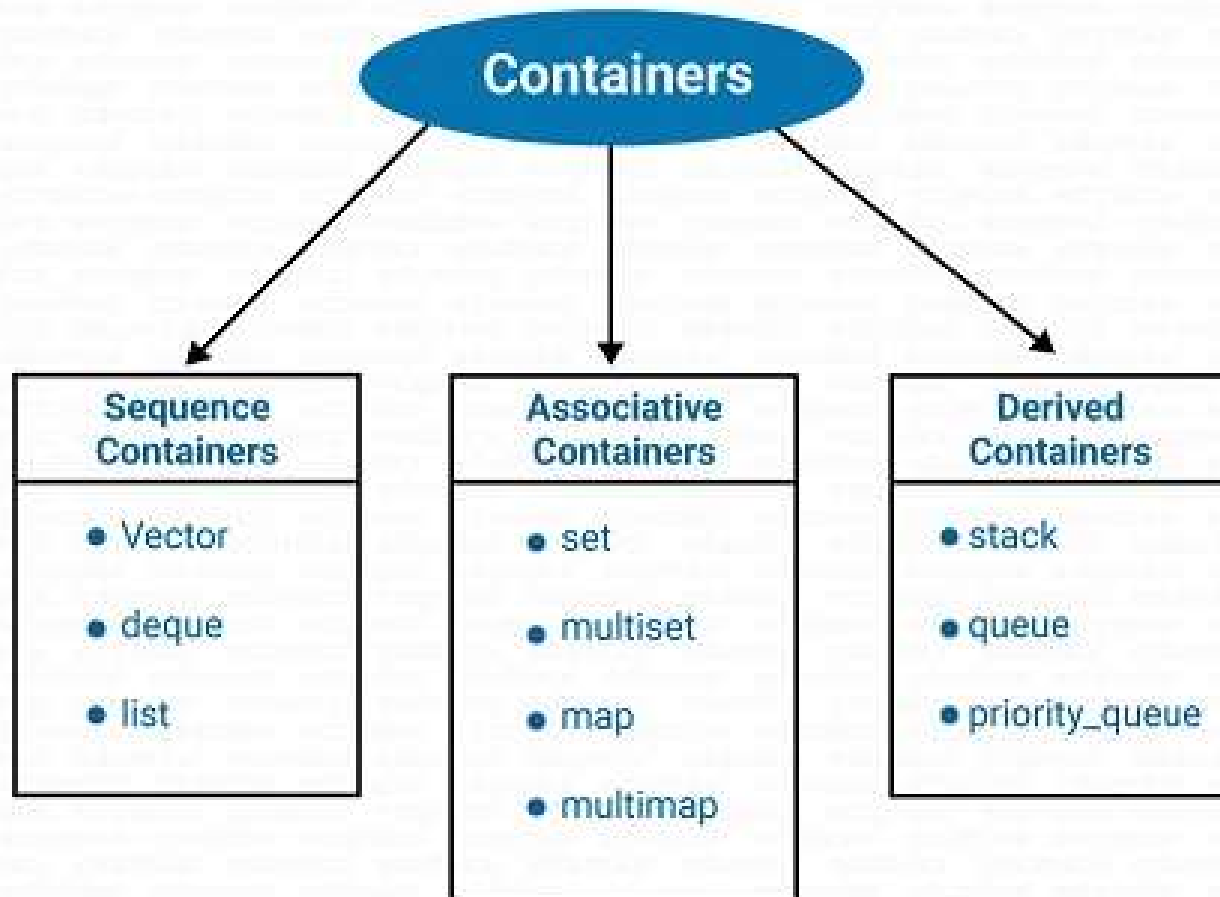 Containers
Sequence
Containers
• Vector
• deque
• list
Associative
Containers
• set
• multiset
• map
• multimap
Derived
Containers
• stack
• queue
• priority_queue